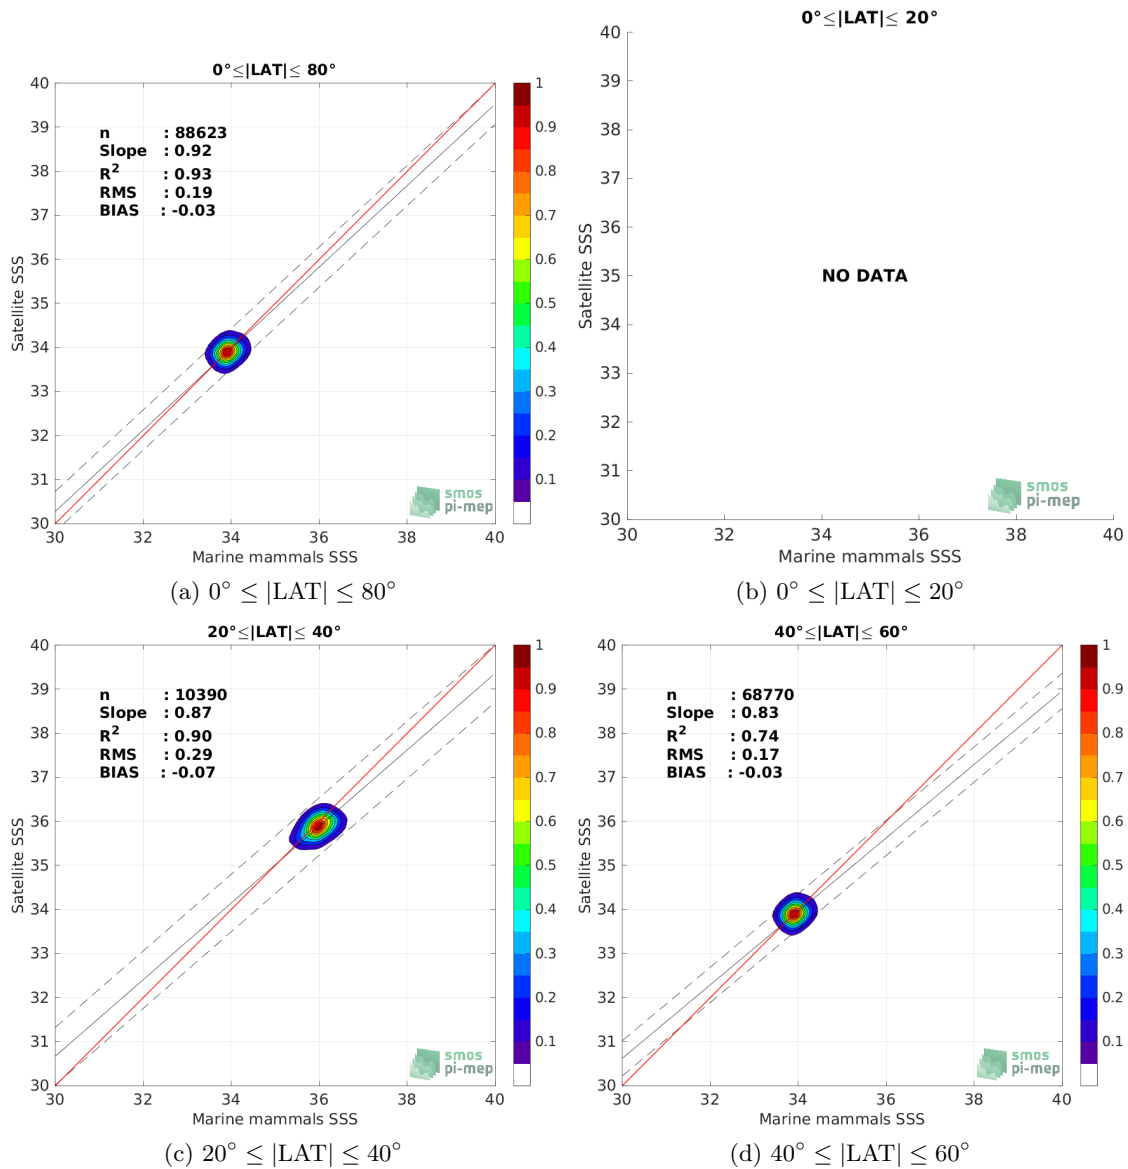 0°≤|LAT|≤ 80°
40
39
38
37
36
35
34
33
32
31
30
Satellite SSS
n : 88623
Slope : 0.92
R² : 0.93
RMS : 0.19
BIAS : -0.03
smos
pi-mep
30 32 34 36 38 40
Marine mammals SSS
1
0.9
0.8
0.7
0.6
0.5
0.4
0.3
0.2
0.1
(a) 0° ≤ |LAT| ≤ 80°
0°≤|LAT|≤ 20°
40
39
38
37
36
35
34
33
32
31
30
Satellite SSS
NO DATA
smos
pi-mep
30 32 34 36 38 40
Marine mammals SSS
(b) 0° ≤ |LAT| ≤ 20°
20°≤|LAT|≤ 40°
40
39
38
37
36
35
34
33
32
31
30
Satellite SSS
n : 10390
Slope : 0.87
R² : 0.90
RMS : 0.29
BIAS : -0.07
smos
pi-mep
30 32 34 36 38 40
Marine mammals SSS
1
0.9
0.8
0.7
0.6
0.5
0.4
0.3
0.2
0.1
(c) 20° ≤ |LAT| ≤ 40°
40°≤|LAT|≤ 60°
40
39
38
37
36
35
34
33
32
31
30
Satellite SSS
n : 68770
Slope : 0.83
R² : 0.74
RMS : 0.17
BIAS : -0.03
smos
pi-mep
30 32 34 36 38 40
Marine mammals SSS
1
0.9
0.8
0.7
0.6
0.5
0.4
0.3
0.2
0.1
(d) 40° ≤ |LAT| ≤ 60°